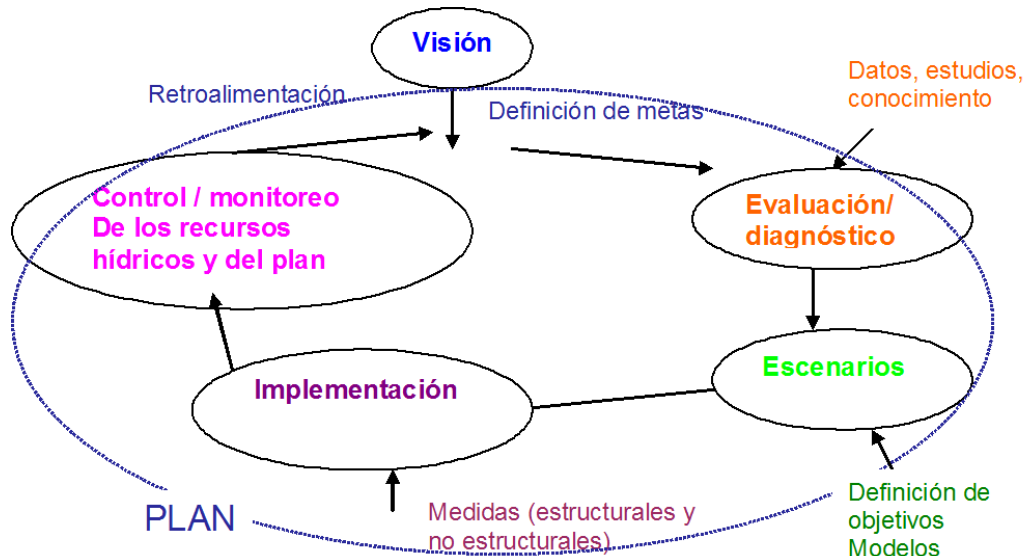 Visión
Retroalimentación
Definición de metas
Datos, estudios,
conocimiento
Control / monitoreo
De los recursos
hídricos y del plan
Evaluación/
diagnóstico
Escenarios
Implementación
PLAN
Medidas (estructurales y
no estructurales)
Definición de
objetivos
Modelos